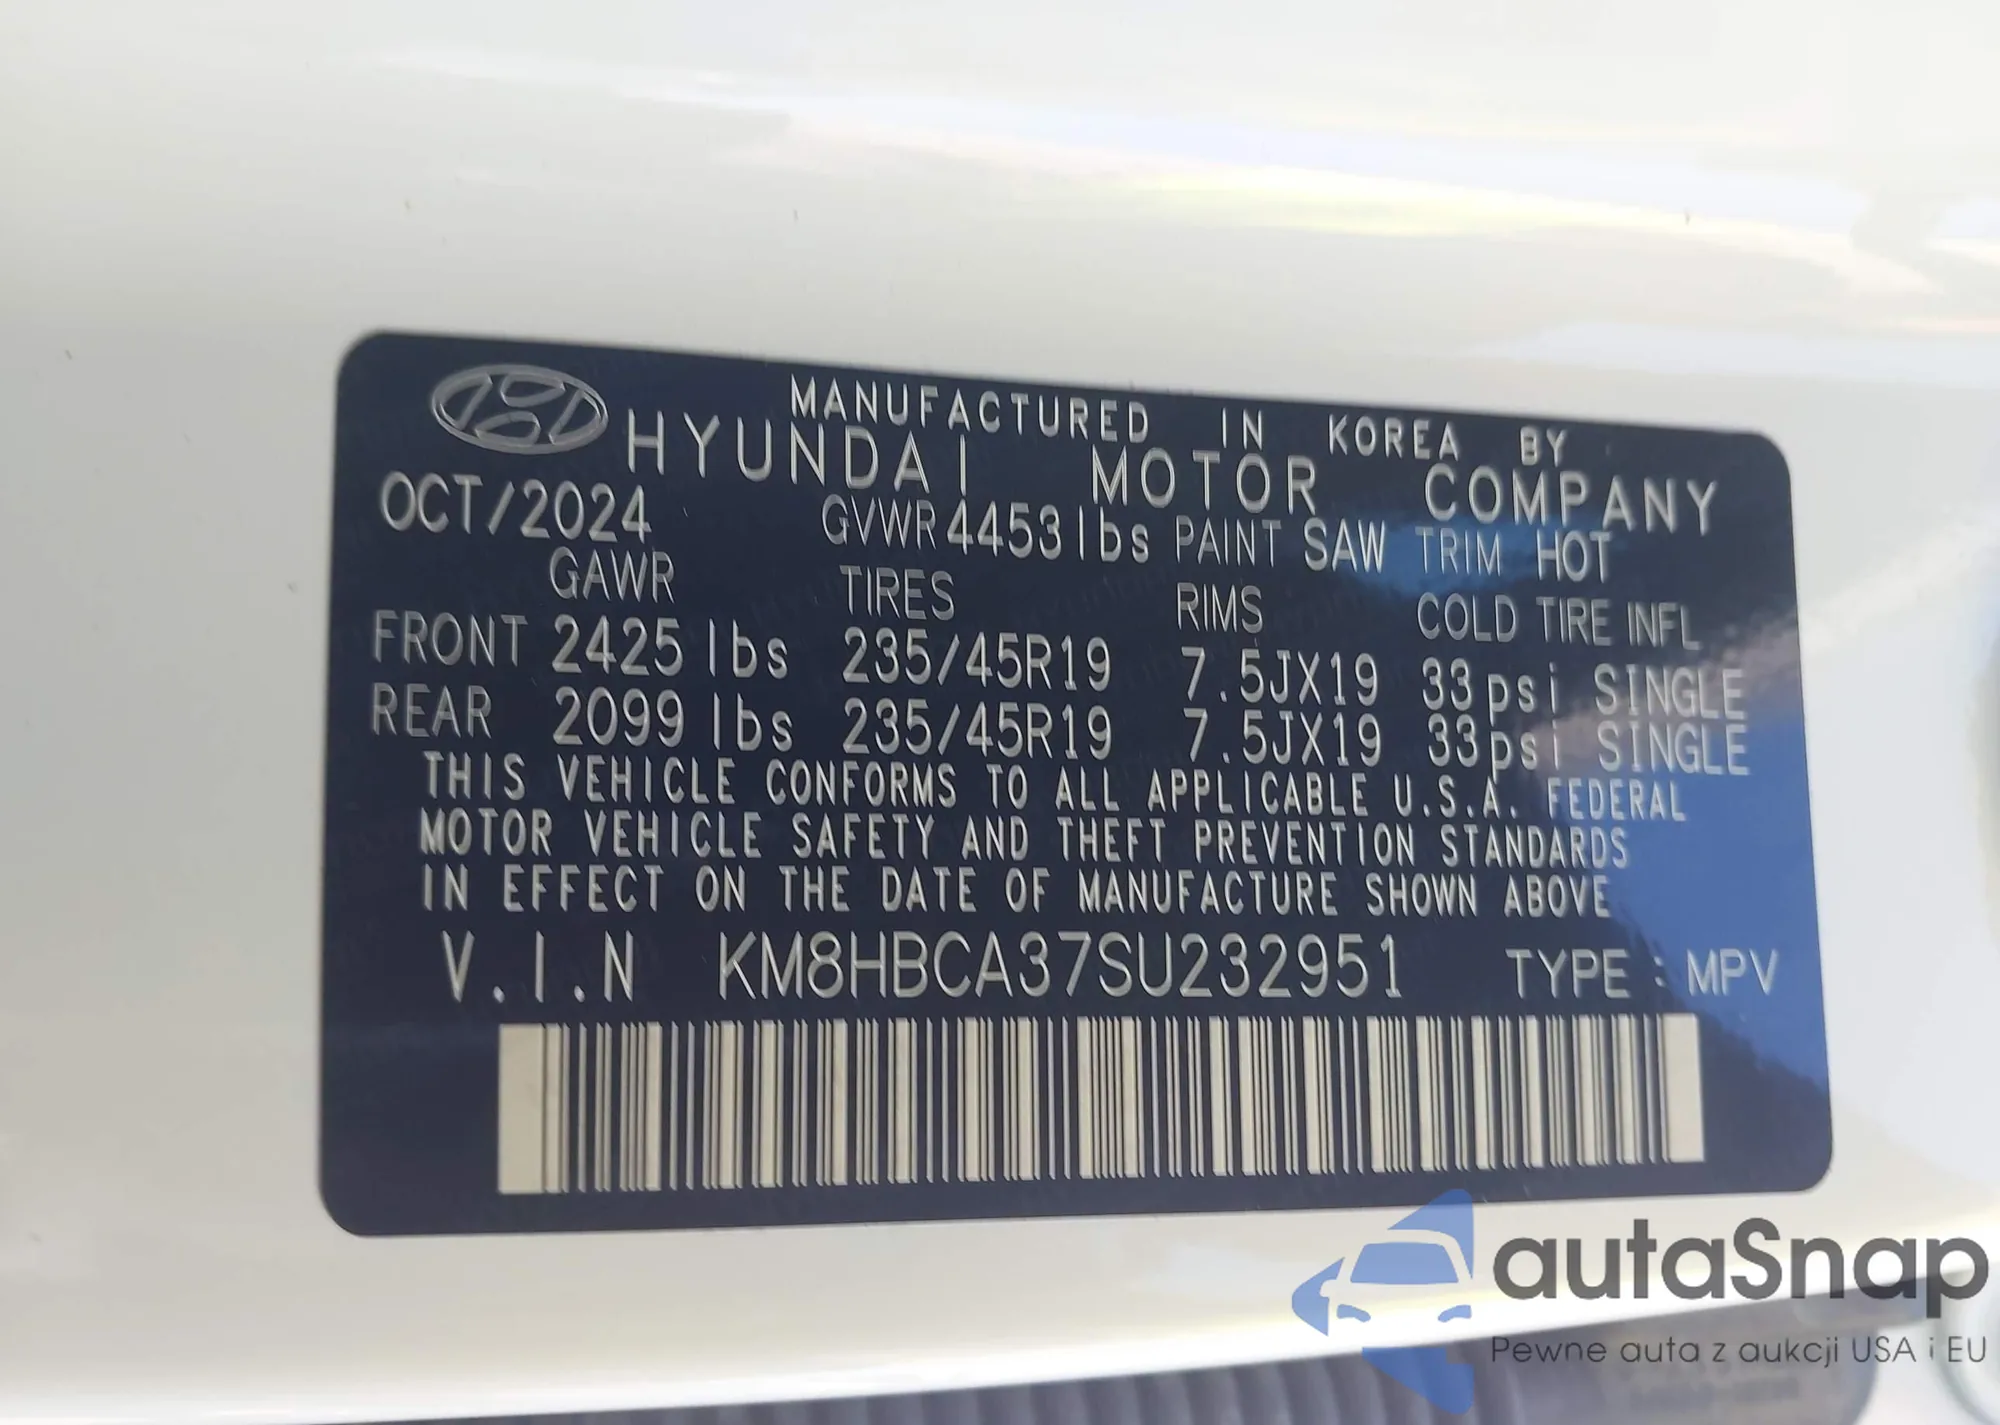 MANUFACTURED IN KOREA BY
HYUNDAI MOTOR COMPANY
OCT/2024 GVWR 4453lbs PAINT SAW TRIM HOT
GAWR TIRES RIMS COLD TIRE INFL
FRONT 2425 lbs 235/45R19 7.5JX19 33psi SINGLE
REAR 2099 lbs 235/45R19 7.5JX19 33psi SINGLE
THIS VEHICLE CONFORMS TO ALL APPLICABLE U.S.A. FEDERAL
MOTOR VEHICLE SAFETY AND THEFT PREVENTION STANDARDS
IN EFFECT ON THE DATE OF MANUFACTURE SHOWN ABOVE
V.I.N KM8HBCA37SU232951 TYPE : MPV
autaSnap
Pewne auta z aukcji USA i EU